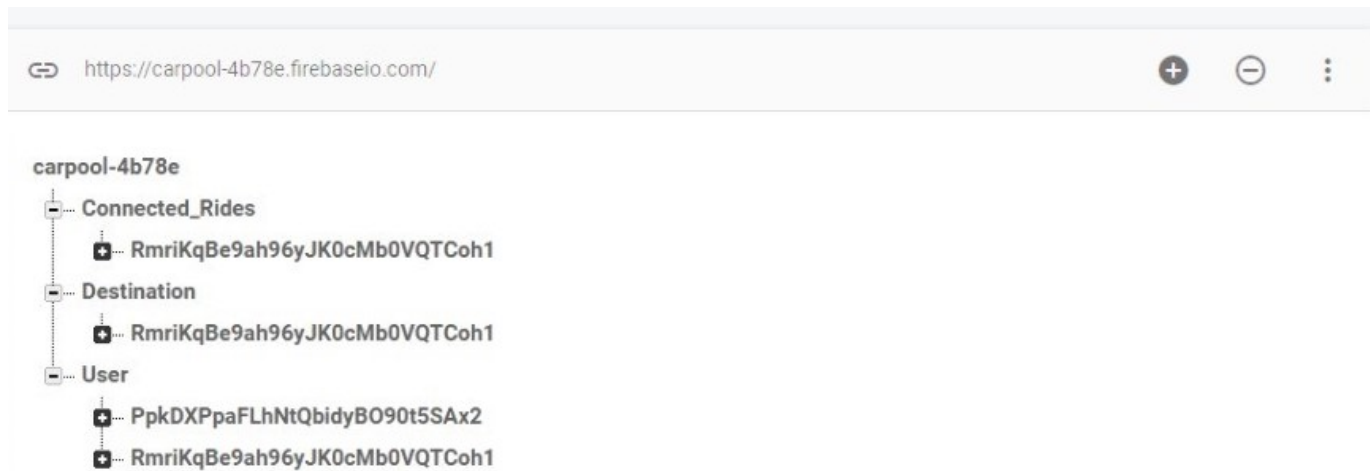 https://carpool-4b78e.firebaseio.com/
carpool-4b78e
Connected_Rides
RmriKqBe9ah96yJK0cMb0VQTCoh1
Destination
RmriKqBe9ah96yJK0cMb0VQTCoh1
User
PpkDXPpaFLhNtQbidyBO90t5SAx2
RmriKqBe9ah96yJK0cMb0VQTCoh1